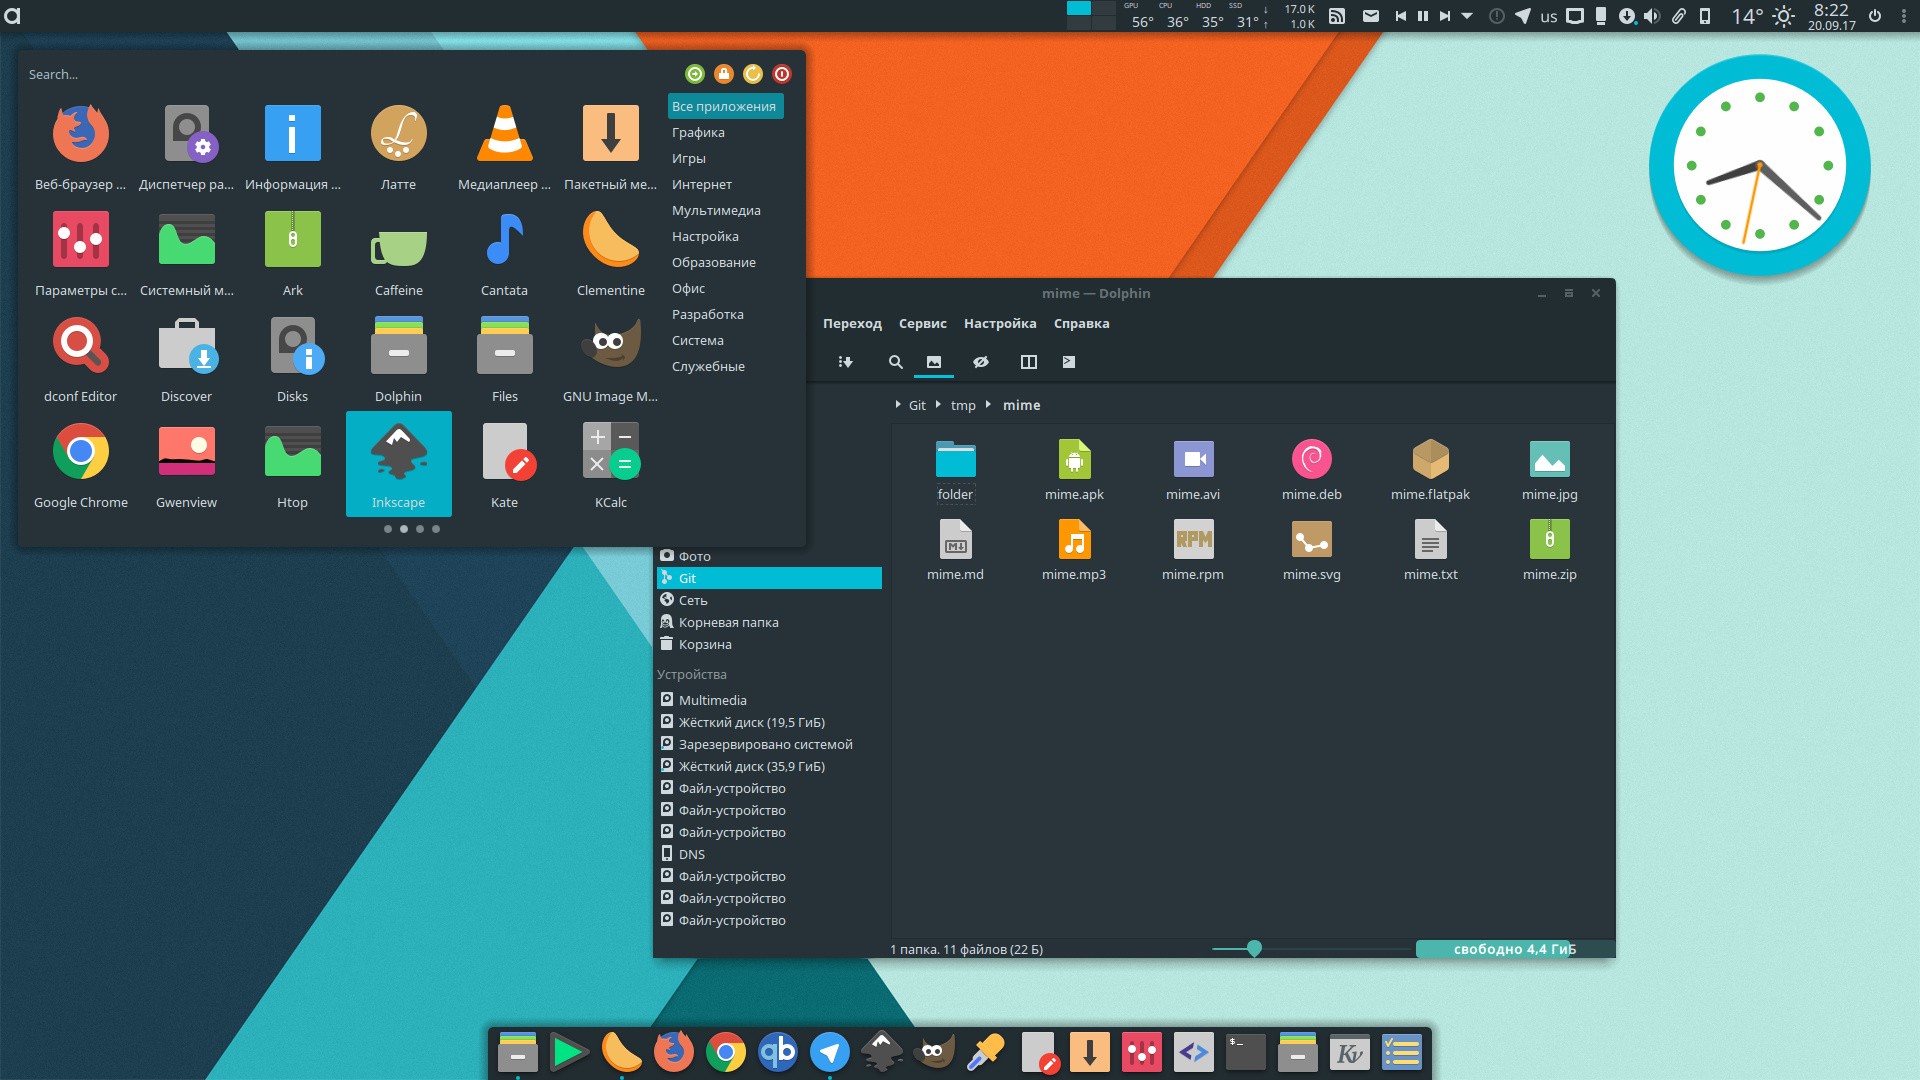 GPU CPU HDD SSD
56° 36° 35° 31°
↓ 17.0 K
↑ 1.0 K
us
14°
8:22
20.09.17
Search...
Веб-браузер ... Диспетчер ра... Информация ... Латте Медиаплеер ... Пакетный ме...
Параметры с... Системный м... Ark Caffeine Cantata Clementine
dconf Editor Discover Disks Dolphin Files GNU Image M...
Google Chrome Gwenview Htop Inkscape Kate KCalc
Все приложения
Графика
Игры
Интернет
Мультимедиа
Настройка
Образование
Офис
Разработка
Система
Служебные
mime — Dolphin
Переход Сервис Настройка Справка
Git tmp mime
folder mime.apk mime.avi mime.deb mime.flatpak mime.jpg
M↓
RPM
mime.md mime.mp3 mime.rpm mime.svg mime.txt mime.zip
Фото
Git
Сеть
Корневая папка
Корзина
Устройства
Multimedia
Жёсткий диск (19,5 ГиБ)
Зарезервировано системой
Жёсткий диск (35,9 ГиБ)
Файл-устройство
Файл-устройство
Файл-устройство
DNS
Файл-устройство
Файл-устройство
Файл-устройство
1 папка. 11 файлов (22 Б)
свободно 4,4 ГиБ
qb
$_
Kv